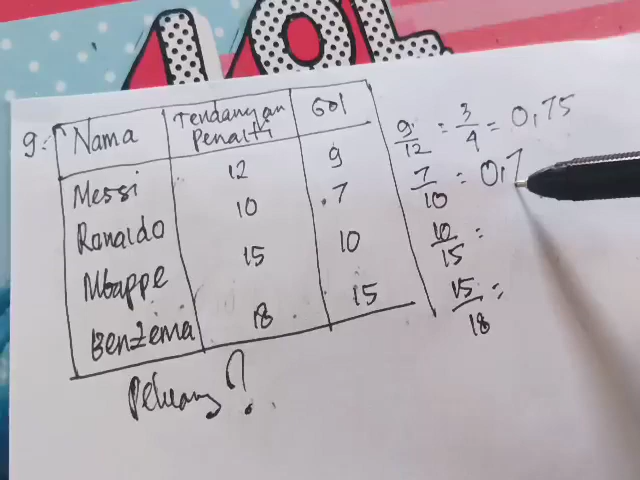 LOL
9. Nama Tendangan Penalti Gol
Messi 12 9
Ronaldo 10 7
Mbappe 15 10
Benzema 18 15
9/12 = 3/4 = 0,75
7/10 = 0,7
10/15 =
15/18 =
Peluang?